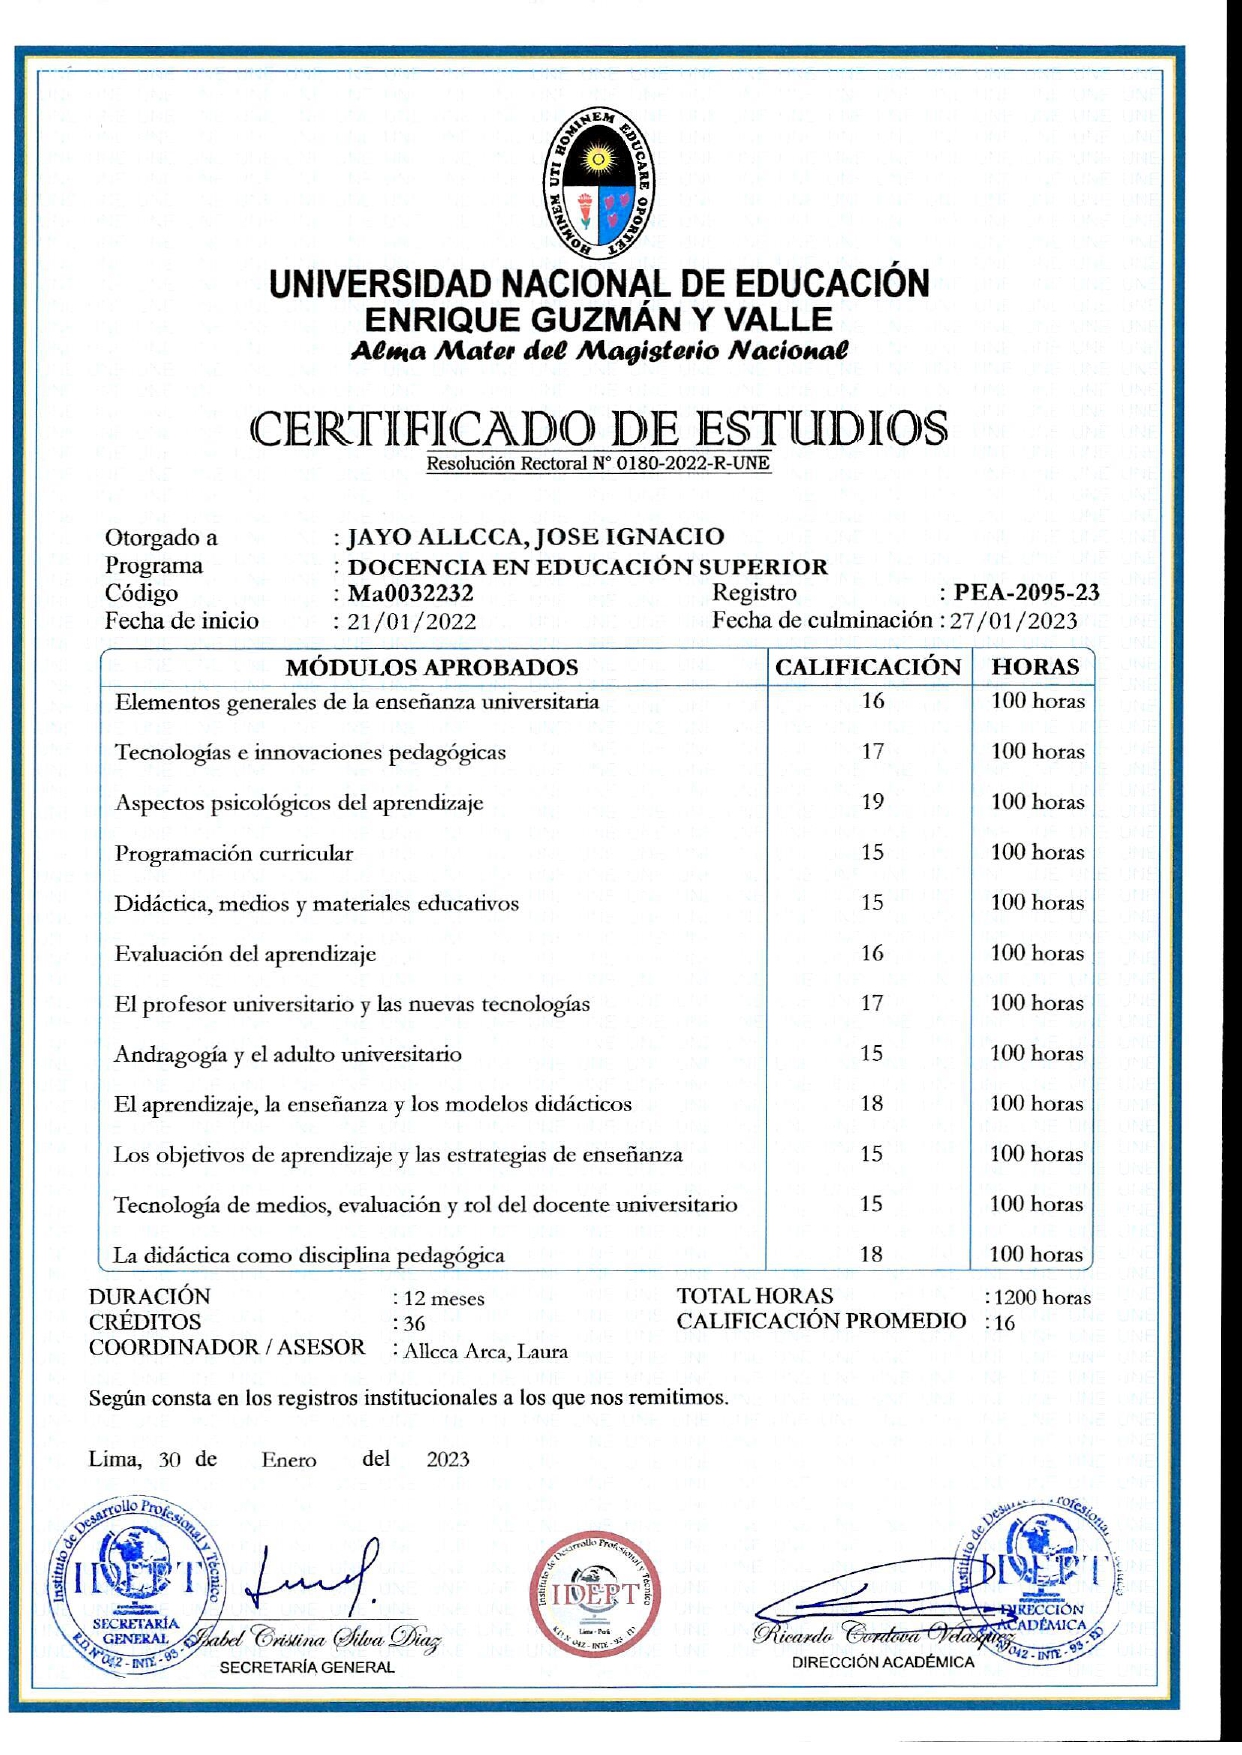 HOMINEM UTI HOMINEM EDUCARE OPORTET
UNIVERSIDAD NACIONAL DE EDUCACIÓN
ENRIQUE GUZMÁN Y VALLE
Alma Mater del Magisterio Nacional
CERTIFICADO DE ESTUDIOS
Resolución Rectoral N° 0180-2022-R-UNE
Otorgado a : JAYO ALLCCA, JOSE IGNACIO
Programa : DOCENCIA EN EDUCACIÓN SUPERIOR
Código : Ma0032232 Registro : PEA-2095-23
Fecha de inicio : 21/01/2022 Fecha de culminación : 27/01/2023
MÓDULOS APROBADOS CALIFICACIÓN HORAS
Elementos generales de la enseñanza universitaria 16 100 horas
Tecnologías e innovaciones pedagógicas 17 100 horas
Aspectos psicológicos del aprendizaje 19 100 horas
Programación curricular 15 100 horas
Didáctica, medios y materiales educativos 15 100 horas
Evaluación del aprendizaje 16 100 horas
El profesor universitario y las nuevas tecnologías 17 100 horas
Andragogía y el adulto universitario 15 100 horas
El aprendizaje, la enseñanza y los modelos didácticos 18 100 horas
Los objetivos de aprendizaje y las estrategias de enseñanza 15 100 horas
Tecnología de medios, evaluación y rol del docente universitario 15 100 horas
La didáctica como disciplina pedagógica 18 100 horas
DURACIÓN : 12 meses TOTAL HORAS : 1200 horas
CRÉDITOS : 36 CALIFICACIÓN PROMEDIO : 16
COORDINADOR / ASESOR : Allcca Arca, Laura
Según consta en los registros institucionales a los que nos remitimos.
Lima, 30 de Enero del 2023
Instituto de Desarrollo Profesional y Técnico
IDEPT
SECRETARÍA
GENERAL
R.D. N° 042 - INTE - 93 - ED
Isabel Cristina Silva Diaz
SECRETARÍA GENERAL
Instituto de Desarrollo Profesional y Técnico
IDEPT
Lima - Perú
R.D. N° 042 - INTE - 93 - ED
Instituto de Profesional
IDEPT
DIRECCIÓN
ACADÉMICA
N° 042 - INTE - 93 - ED
Ricardo Cordova Velasquez
DIRECCIÓN ACADÉMICA